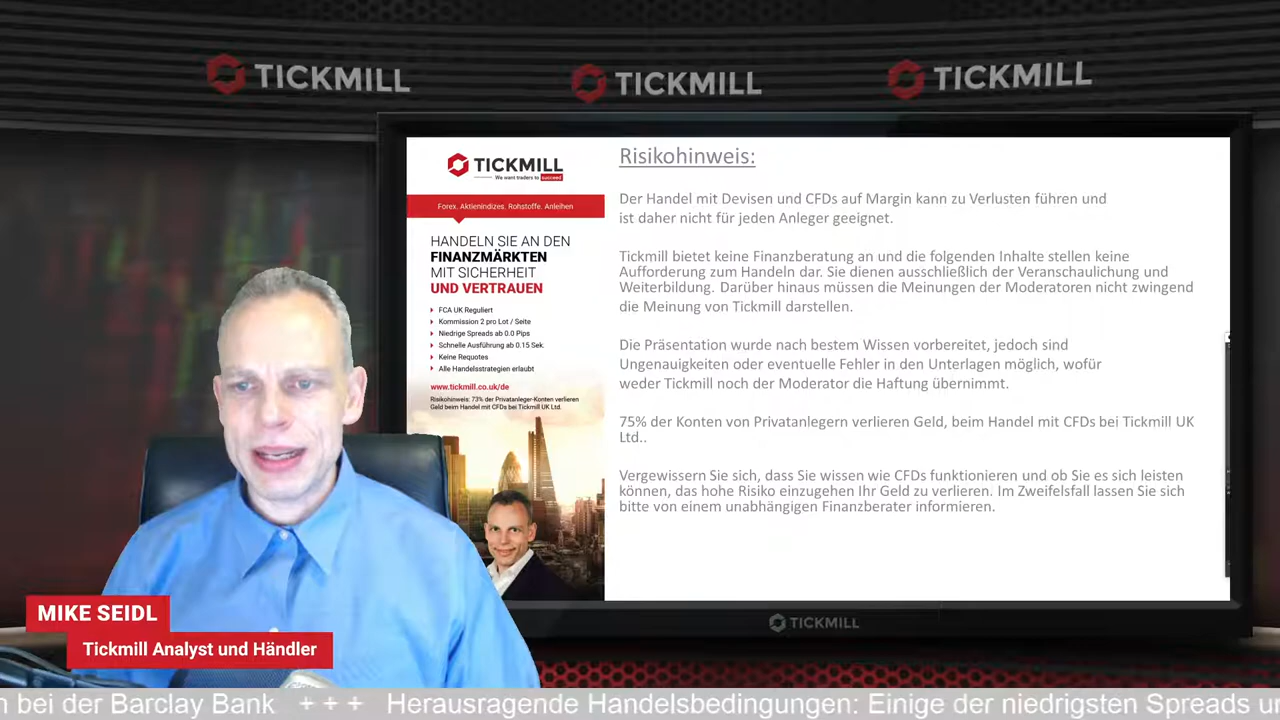 TICKMILL
TICKMILL
TICKMILL
TICKMILL
We want traders to succeed
Forex. Aktienindizes. Rohstoffe. Anleihen
HANDELN SIE AN DEN
FINANZMÄRKTEN
MIT SICHERHEIT
UND VERTRAUEN
FCA UK Reguliert
Kommission 2 pro Lot / Seite
Niedrige Spreads ab 0.0 Pips
Schnelle Ausführung ab 0.15 Sek.
Keine Requotes
Alle Handelsstrategien erlaubt
www.tickmill.co.uk/de
Risikohinweis: 73% der Privatanleger-Konten verlieren
Geld beim Handel mit CFDs bei Tickmill UK Ltd.
Risikohinweis:
Der Handel mit Devisen und CFDs auf Margin kann zu Verlusten führen und
ist daher nicht für jeden Anleger geeignet.
Tickmill bietet keine Finanzberatung an und die folgenden Inhalte stellen keine
Aufforderung zum Handeln dar. Sie dienen ausschließlich der Veranschaulichung und
Weiterbildung. Darüber hinaus müssen die Meinungen der Moderatoren nicht zwingend
die Meinung von Tickmill darstellen.
Die Präsentation wurde nach bestem Wissen vorbereitet, jedoch sind
Ungenauigkeiten oder eventuelle Fehler in den Unterlagen möglich, wofür
weder Tickmill noch der Moderator die Haftung übernimmt.
75% der Konten von Privatanlegern verlieren Geld, beim Handel mit CFDs bei Tickmill UK
Ltd..
Vergewissern Sie sich, dass Sie wissen wie CFDs funktionieren und ob Sie es sich leisten
können, das hohe Risiko einzugehen Ihr Geld zu verlieren. Im Zweifelsfall lassen Sie sich
bitte von einem unabhängigen Finanzberater informieren.
TICKMILL
MIKE SEIDL
Tickmill Analyst und Händler
n bei der Barclay Bank +++ Herausragende Handelsbedingungen: Einige der niedrigsten Spreads u